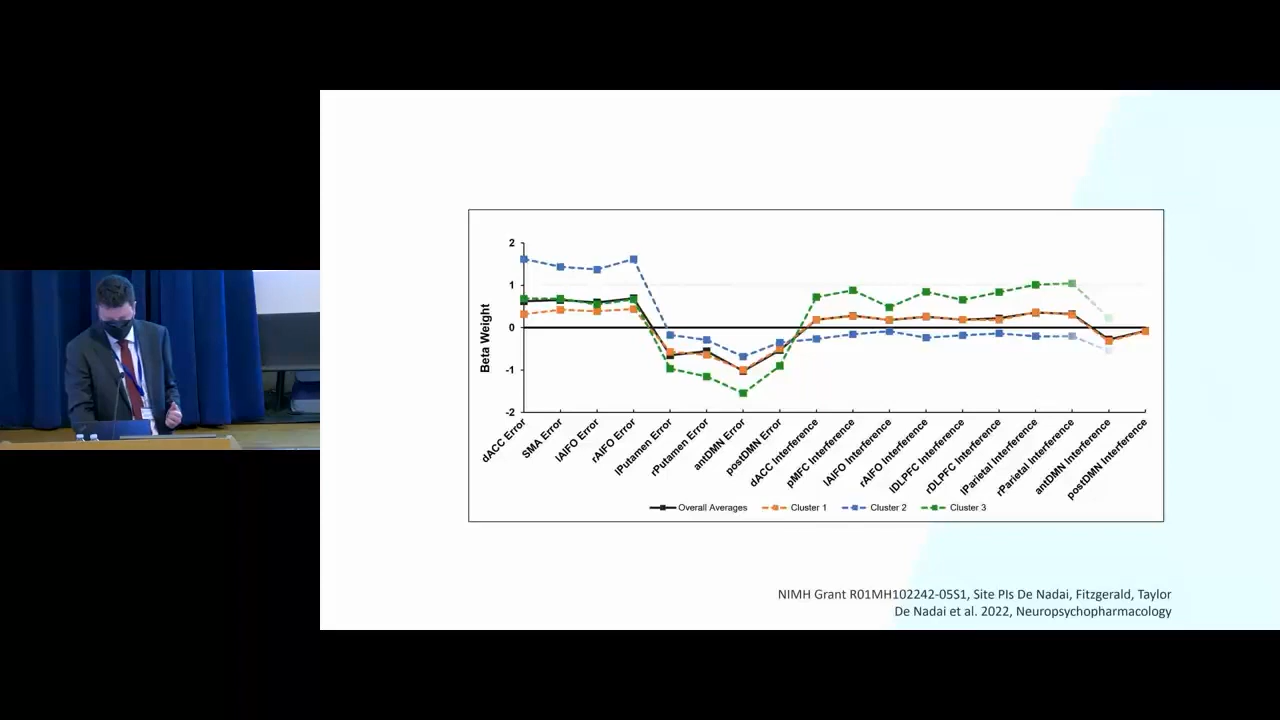 2
1
0
-1
-2
Beta Weight
dACC Error
SMA Error
lAIFO Error
rAIFO Error
lPutamen Error
rPutamen Error
antDMN Error
postDMN Error
dACC Interference
pMFC Interference
lAIFO Interference
rAIFO Interference
lDLPFC Interference
rDLPFC Interference
lParietal Interference
rParietal Interference
antDMN Interference
postDMN Interference
Overall Averages Cluster 1 Cluster 2 Cluster 3
NIMH Grant R01MH102242-05S1, Site PIs De Nadai, Fitzgerald, Taylor
De Nadai et al. 2022, Neuropsychopharmacology